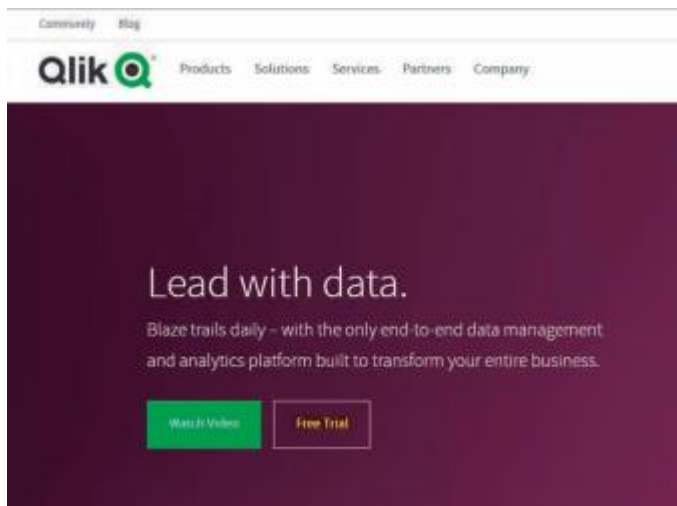 Community Blog
Qlik Products Solutions Services Partners Company
Lead with data.
Blaze trails daily – with the only end-to-end data management
and analytics platform built to transform your entire business.
Watch Video Free Trial